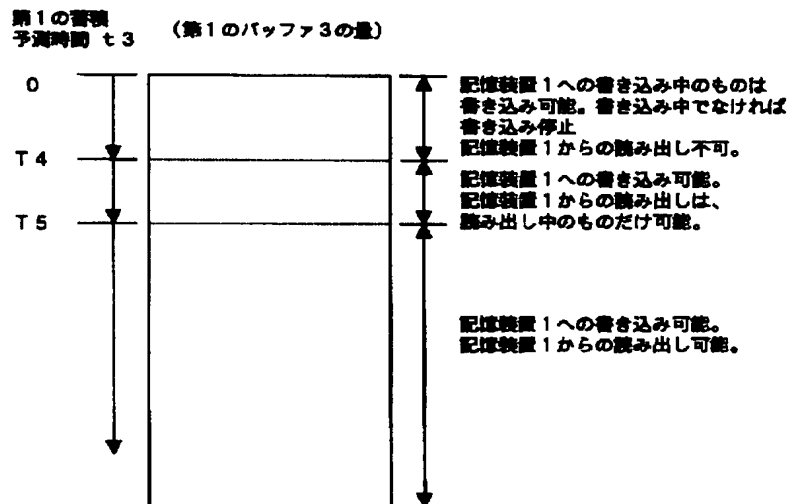 第1の蓄積
予測時間 t3
(第1のバッファ3の量)
0
記憶装置1への書き込み中のものは
書き込み可能。書き込み中でなければ
書き込み停止
記憶装置1からの読み出し不可。
T4
記憶装置1への書き込み可能。
記憶装置1からの読み出しは、
読み出し中のものだけ可能。
T5
記憶装置1への書き込み可能。
記憶装置1からの読み出し可能。